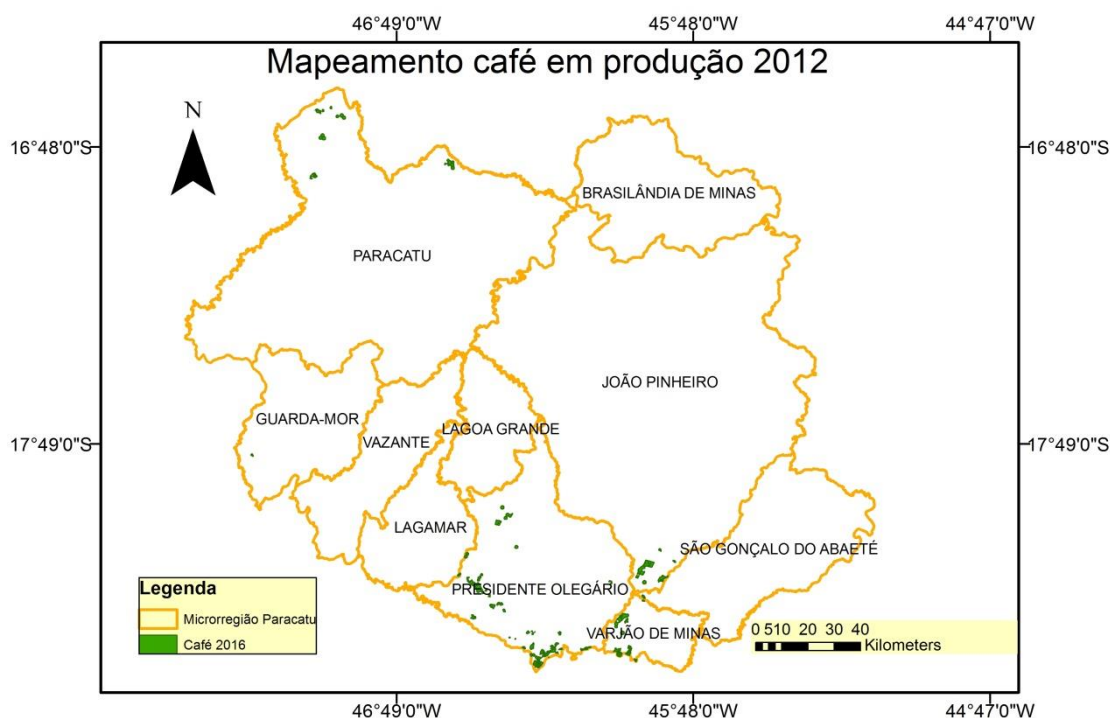 46°49'0"W 45°48'0"W 44°47'0"W
Mapeamento café em produção 2012
N
16°48'0"S 16°48'0"S
BRASILÂNDIA DE MINAS
PARACATU
JOÃO PINHEIRO
GUARDA-MOR
LAGOA GRANDE
VAZANTE
17°49'0"S 17°49'0"S
LAGAMAR
SÃO GONÇALO DO ABAETÉ
PRESIDENTE OLEGÁRIO
VARJÃO DE MINAS
Legenda
Microrregião Paracatu
Café 2016
0 5 10 20 30 40
Kilometers
46°49'0"W 45°48'0"W 44°47'0"W